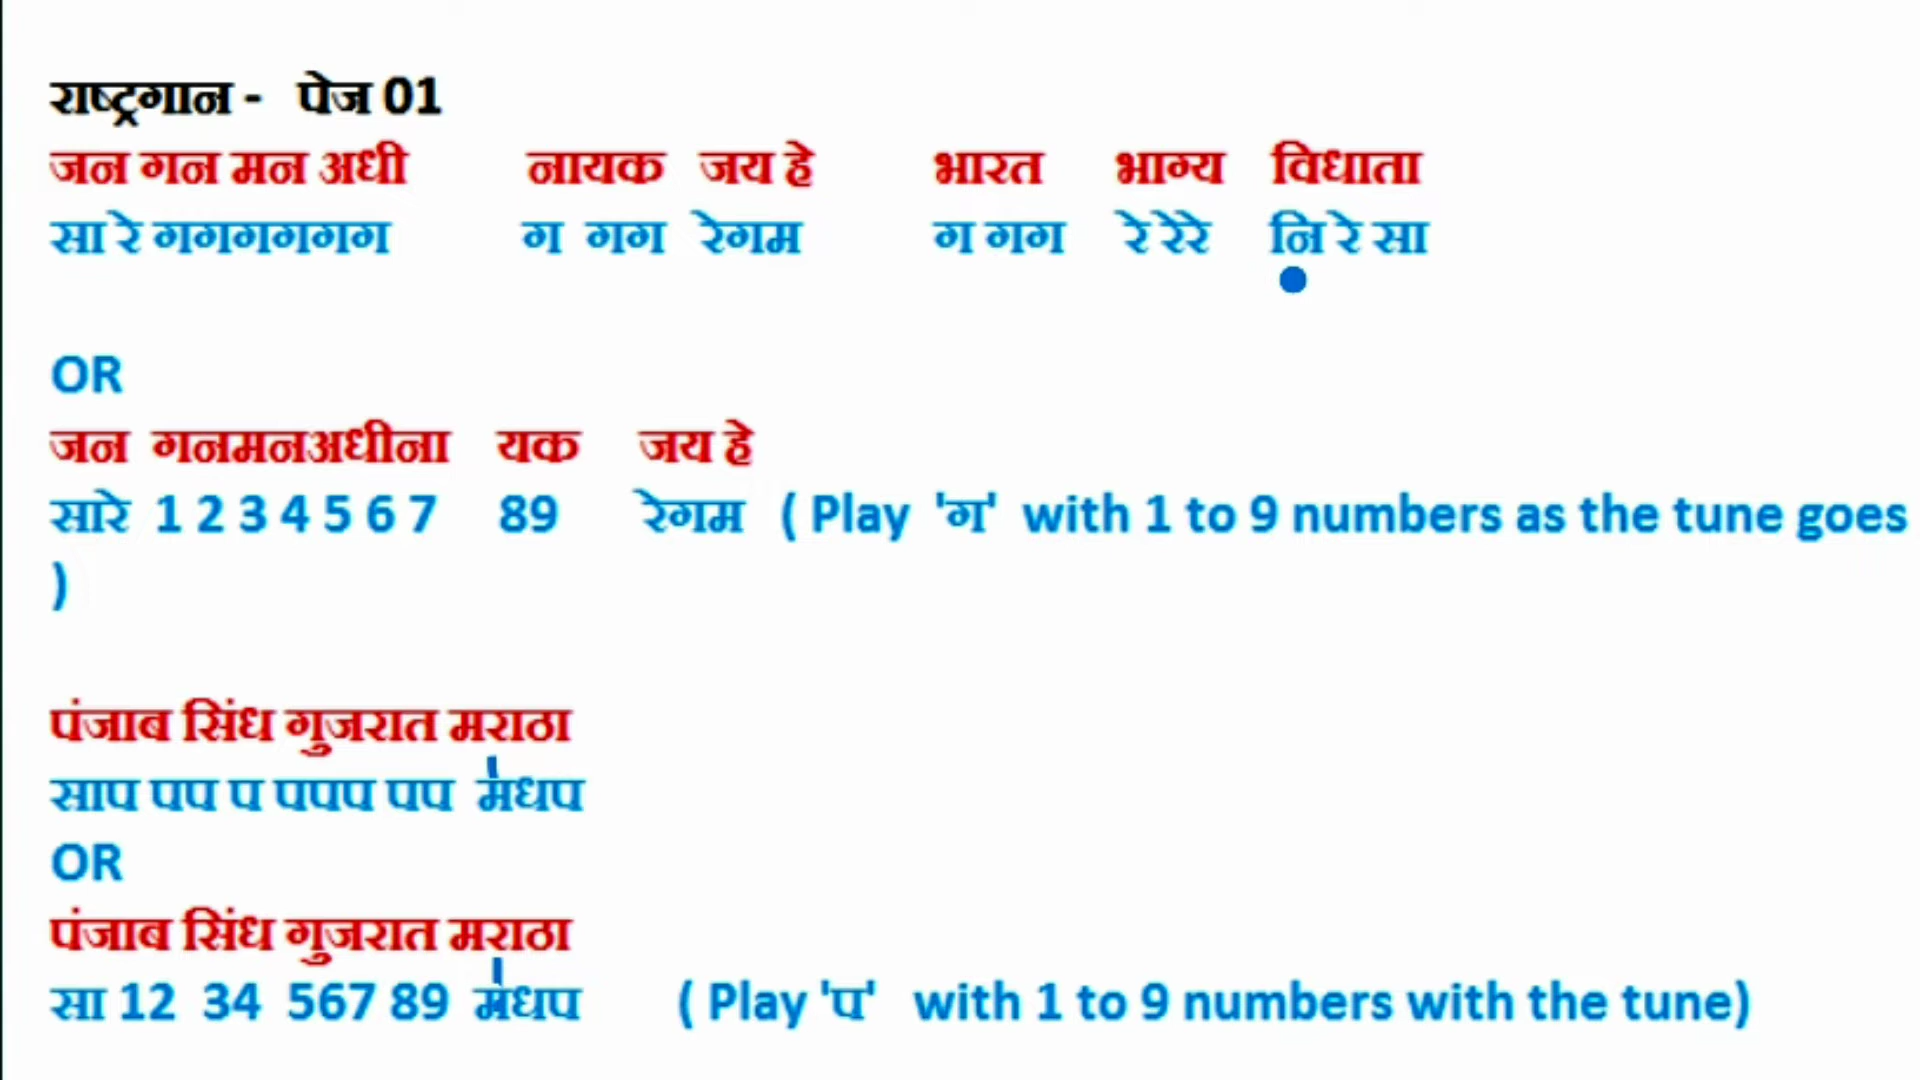 राष्ट्रगान - पेज 01
जन गन मन अधी नायक जय हे भारत भाग्य विधाता
सा रे गगगगगग ग गग रेगम ग गग रे रेरे नि रे सा
OR
जन गनमनअधीना यक जय हे
सारे 1 2 3 4 5 6 7 89 रेगम ( Play 'ग' with 1 to 9 numbers as the tune goes
)
पंजाब सिंध गुजरात मराठा
साप पप प पपप पप म॑धप
OR
पंजाब सिंध गुजरात मराठा
सा 12 34 567 89 म॑धप ( Play 'प' with 1 to 9 numbers with the tune)